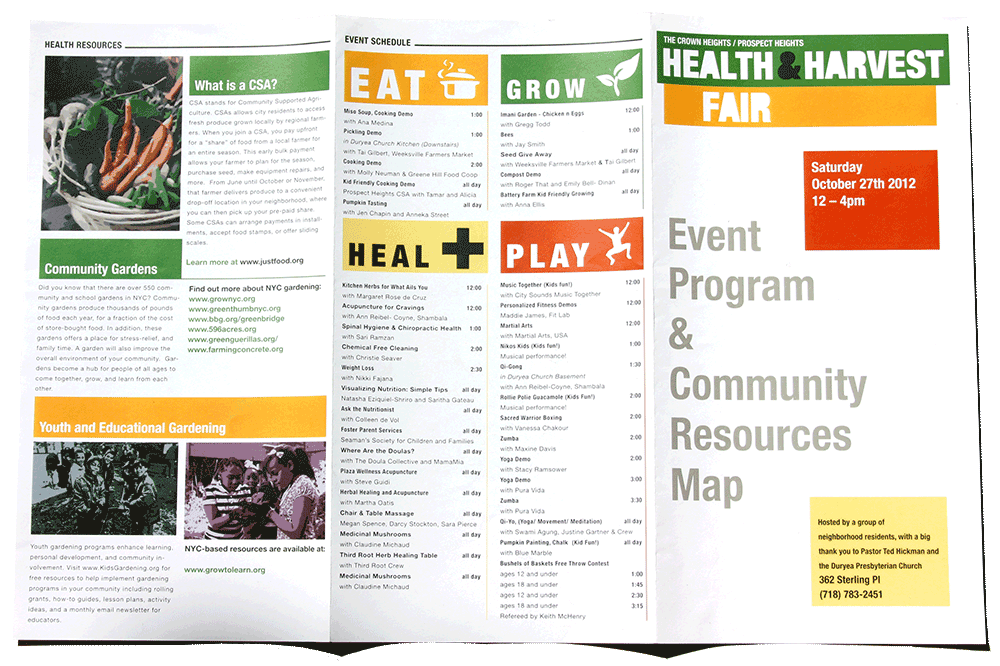 HEALTH RESOURCES
What is a CSA?
CSA stands for Community Supported Agri-
culture. CSAs allows city residents to access
fresh produce grown locally by regional farm-
ers. When you join a CSA, you pay upfront
for a "share" of food from a local farmer for
an entire season. This early bulk payment
allows your farmer to plan for the season,
purchase seed, make equipment repairs, and
more. From June until October or November,
that farmer delivers produce to a convenient
drop-off location in your neighborhood, where
you can then pick up your pre-paid share.
Some CSAs can arrange payments in install-
ments, accept food stamps, or offer sliding
scales.
Learn more at www.justfood.org
Community Gardens
Did you know that there are over 550 com-
munity and school gardens in NYC? Commu-
nity gardens produce thousands of pounds
of food each year, for a fraction of the cost
of store-bought food. In addition, these
gardens offers a place for stress-relief, and
family time. A garden will also improve the
overall environment of your community. Gar-
dens become a hub for people of all ages to
come together, grow, and learn from each
other.
Find out more about NYC gardening:
www.grownyc.org
www.greenthumbnyc.org
www.bbg.org/greenbridge
www.596acres.org
www.greenguerillas.org/
www.farmingconcrete.org
Youth and Educational Gardening
Youth gardening programs enhance learning,
personal-development, and community in-
volvement. Visit www.KidsGardening.org for
free resources to help implement gardening
programs in your community including rolling
grants, how-to guides, lesson plans, activity
ideas, and a monthly email newsletter for
educators.
NYC-based resources are available at:
www.growtolearn.org
EVENT SCHEDULE
EAT
Miso Soup, Cooking Demo 1:00
with Ana Medina
Pickling Demo 1:00
in Duryea Church Kitchen (Downstairs)
with Tai Gilbert, Weeksville Farmers Market
Cooking Demo 2:00
with Molly Neuman & Greene Hill Food Coop
Kid Friendly Cooking Demo all day
Prospect Heights CSA with Tamar and Alicia
Pumpkin Tasting all day
with Jen Chapin and Anneka Street
GROW
Imani Garden - Chicken n Eggs 12:00
with Gregg Todd
Bees 1:00
with Jay Smith
Seed Give Away all day
with Weeksville Farmers Market & Tai Gilbert
Compost Demo all day
with Roger That and Emily Bell- Dinan
Battery Farm Kid Friendly Growing all day
with Anna Ellis
HEAL
Kitchen Herbs for What Ails You 12:00
with Margaret Rose de Cruz
Acupuncture for Cravings 12:00
with Ann Reibel- Coyne, Shambala
Spinal Hygiene & Chiropractic Health 1:00
with Sari Ramzan
Chemical Free Cleaning 2:00
with Christie Seaver
Weight Loss 2:30
with Nikki Fajana
Visualizing Nutrition: Simple Tips all day
Natasha Eziquiel-Shriro and Saritha Gateau
Ask the Nutritionist all day
with Colleen de Vol
Foster Parent Services all day
Seaman's Society for Children and Families
Where Are the Doulas? all day
with The Doula Collective and MamaMia
Plaza Wellness Acupuncture all day
with Steve Guidi
Herbal Healing and Acupuncture all day
with Martha Oatis
Chair & Table Massage all day
Megan Spence, Darcy Stockton, Sara Pierce
Medicinal Mushrooms all day
with Claudine Michaud
Third Root Herb Healing Table all day
with Third Root Crew
Medicinal Mushrooms all day
with Claudine Michaud
PLAY
Music Together (Kids fun!) 12:00
with City Sounds Music Together
Personalized Fitness Demos 12:00
Maddie James, Fit Lab
Martial Arts 12:00
with Martial Arts, USA
Nikos Kids (Kids fun!) 1:00
Musical performance!
Qi-Gong 1:30
in Duryea Church Basement
with Ann Reibel-Coyne, Shambala
Rollie Polie Guacamole (Kids Fun!) 2:00
Musical performance!
Sacred Warrior Boxing 2:00
with Vanessa Chakour
Zumba 2:00
with Maxine Davis
Yoga Demo 2:00
with Stacy Ramsower
Yoga Demo 3:00
with Pura Vida
Zumba 3:30
with Pura Vida
Qi-Yo, (Yoga/ Movement/ Meditation) all day
with Swami Agung, Justine Gartner & Crew
Pumpkin Painting, Chalk (Kid Fun!) all day
with Blue Marble
Bushels of Baskets Free Throw Contest
ages 12 and under 1:00
ages 18 and under 1:45
ages 12 and under 2:30
ages 18 and under 3:15
Refereed by Keith McHenry
THE CROWN HEIGHTS / PROSPECT HEIGHTS
HEALTH & HARVEST
FAIR
Saturday
October 27th 2012
12 – 4pm
Event
Program
&
Community
Resources
Map
Hosted by a group of
neighborhood residents, with a big
thank you to Pastor Ted Hickman and
the Duryea Presbyterian Church
362 Sterling Pl
(718) 783-2451